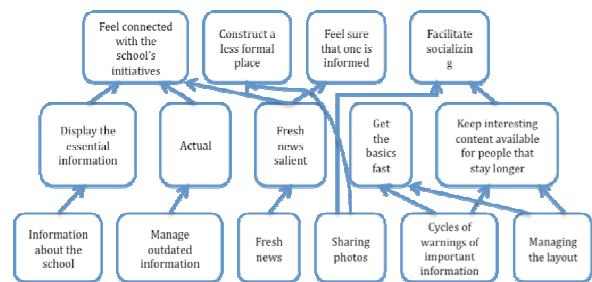 Feel connected
with the
school's
initiatives
Construct a
less formal
place
Feel sure
that one is
informed
Facilitate
socializin
g
Display the
essential
information
Actual
Fresh
news
salient
Get
the
basics
fast
Keep interesting
content available
for people that
stay longer
Information
about the
school
Manage
outdated
information
Fresh
news
Sharing
photos
Cycles of
warnings of
important
information
Managing
the layout